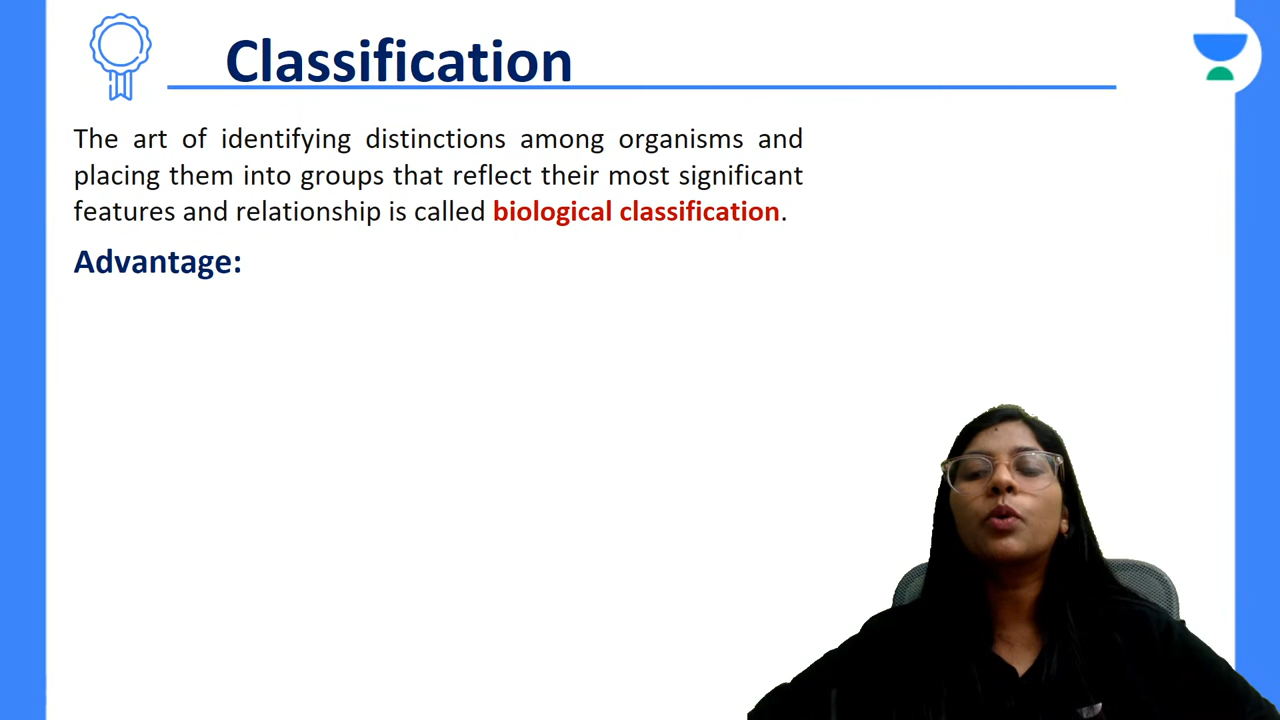 Classification
The art of identifying distinctions among organisms and
placing them into groups that reflect their most significant
features and relationship is called biological classification.
Advantage: